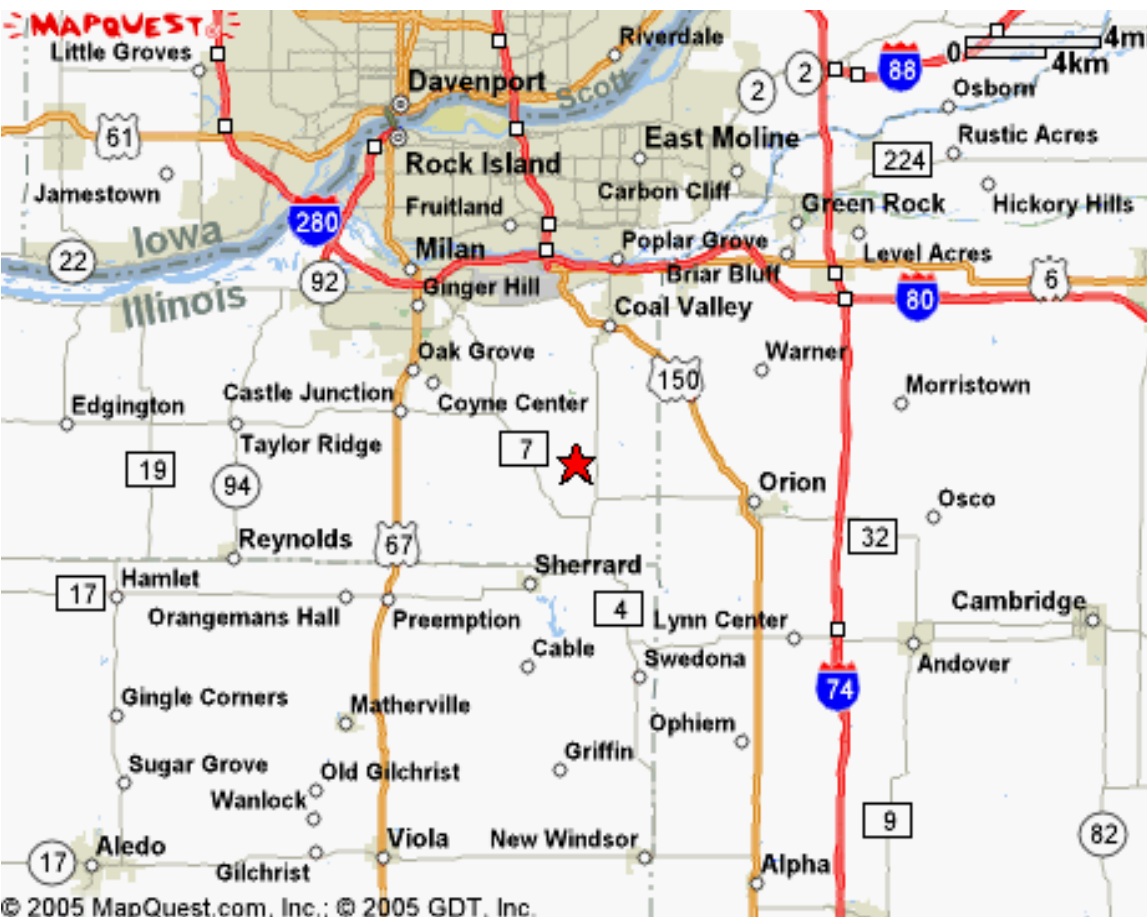 MAPQUEST
Little Groves
Riverdale
0 4m
4km
88
2
2
Davenport
Scott
Osborn
61
East Moline
Rustic Acres
224
Rock Island
Jamestown
Carbon Cliff
Hickory Hills
Fruitland
Green Rock
280
Iowa
Milan
Poplar Grove
Level Acres
22
92
Briar Bluff
6
Illinois
Ginger Hill
80
Coal Valley
Oak Grove
Warner
150
Morristown
Castle Junction
Edgington
Coyne Center
Taylor Ridge
7
19
94
Orion
Osco
Reynolds
67
32
Sherrard
Hamlet
17
Cambridge
Orangemans Hall
Preemption
4
Lynn Center
Cable
Swedona
Andover
74
Gingle Corners
Matherville
Ophiem
Griffin
Sugar Grove
Old Gilchrist
Wanlock
9
82
Aledo
Viola
New Windsor
17
Gilchrist
Alpha
© 2005 MapQuest.com, Inc.; © 2005 GDT, Inc.